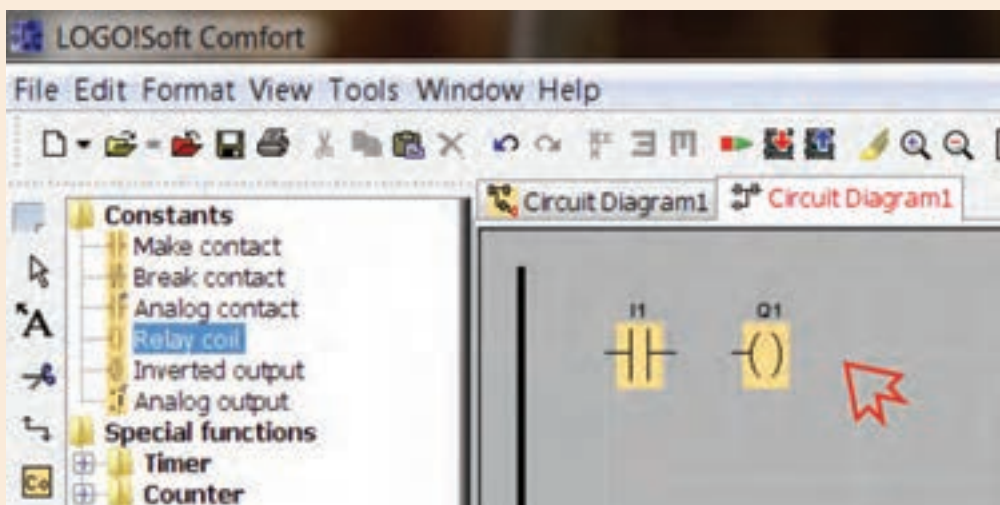 LOGO!Soft Comfort
File Edit Format View Tools Window Help
Circuit Diagram1 Circuit Diagram1
Constants
Make contact
Break contact
Analog contact
Relay coil
Inverted output
Analog output
Special functions
Timer
Counter
I1 Q1
A
Co